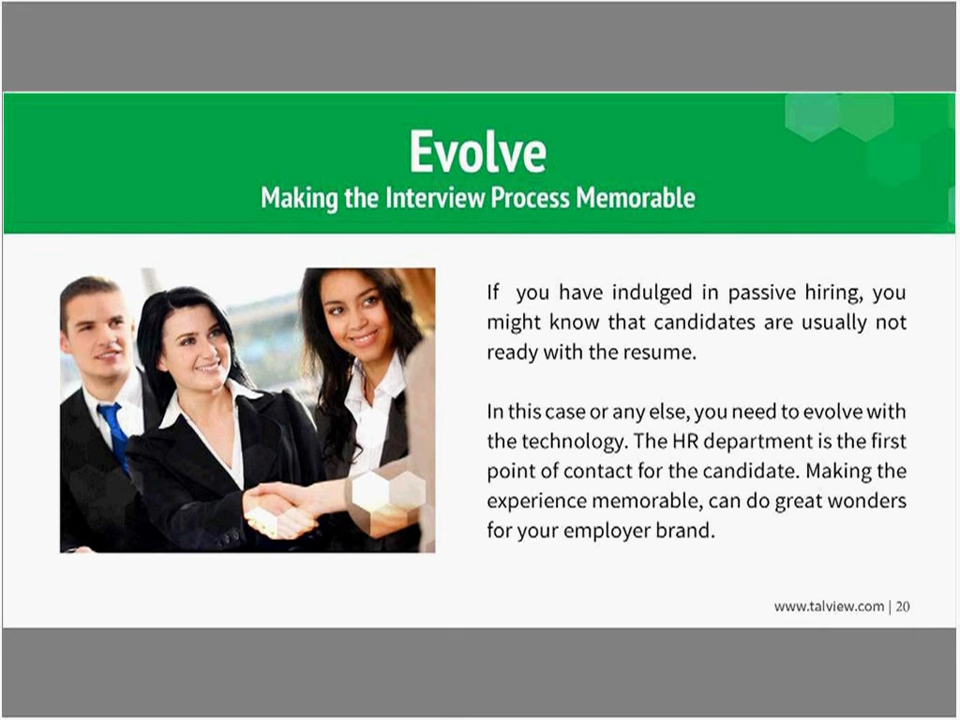 Evolve
Making the Interview Process Memorable
If you have indulged in passive hiring, you
might know that candidates are usually not
ready with the resume.
In this case or any else, you need to evolve with
the technology. The HR department is the first
point of contact for the candidate. Making the
experience memorable, can do great wonders
for your employer brand.
www.talview.com | 20